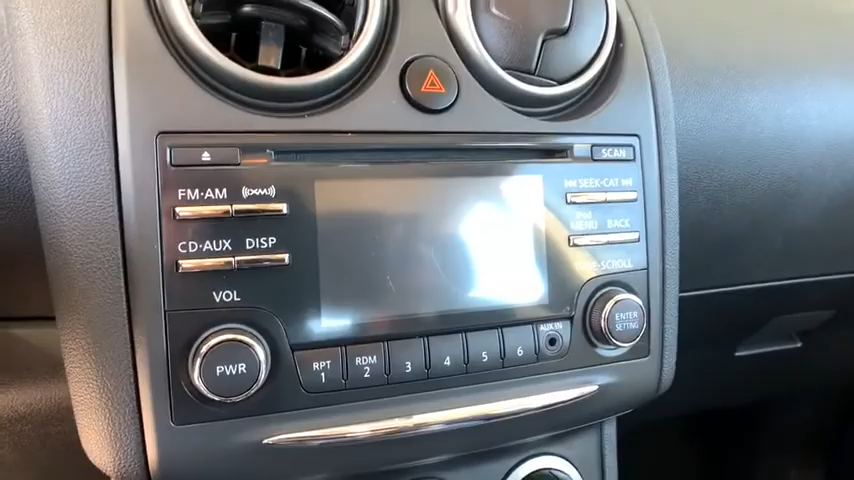 SCAN
FM·AM
SEEK·CAT
iPod MENU BACK
CD·AUX DISP
TUNE·SCROLL
VOL
PWR
RPT 1
RDM 2
3
4
5
6
AUX IN
ENTER SETTING